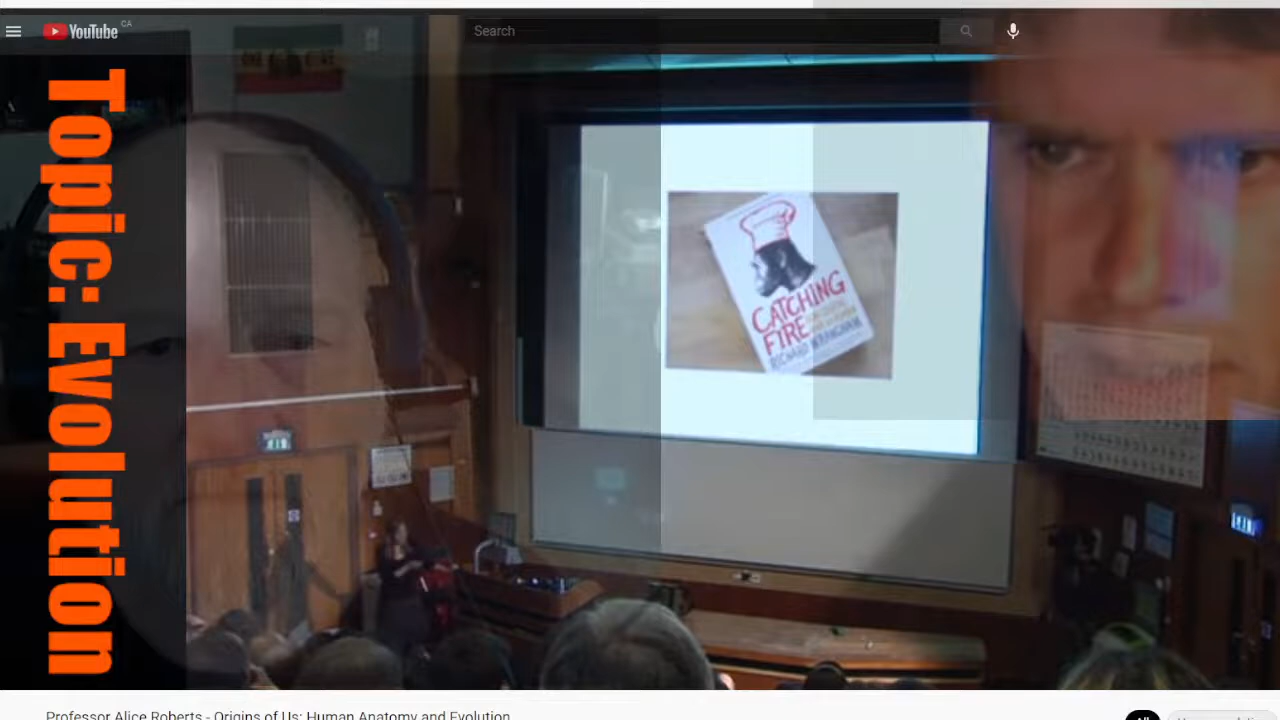 YouTube CA
Search
Topic: Evolution
CATCHING
FIRE
RICHARD WRANGHAM
Professor Alice Roberts - Origins of Us: Human Anatomy and Evolution
All